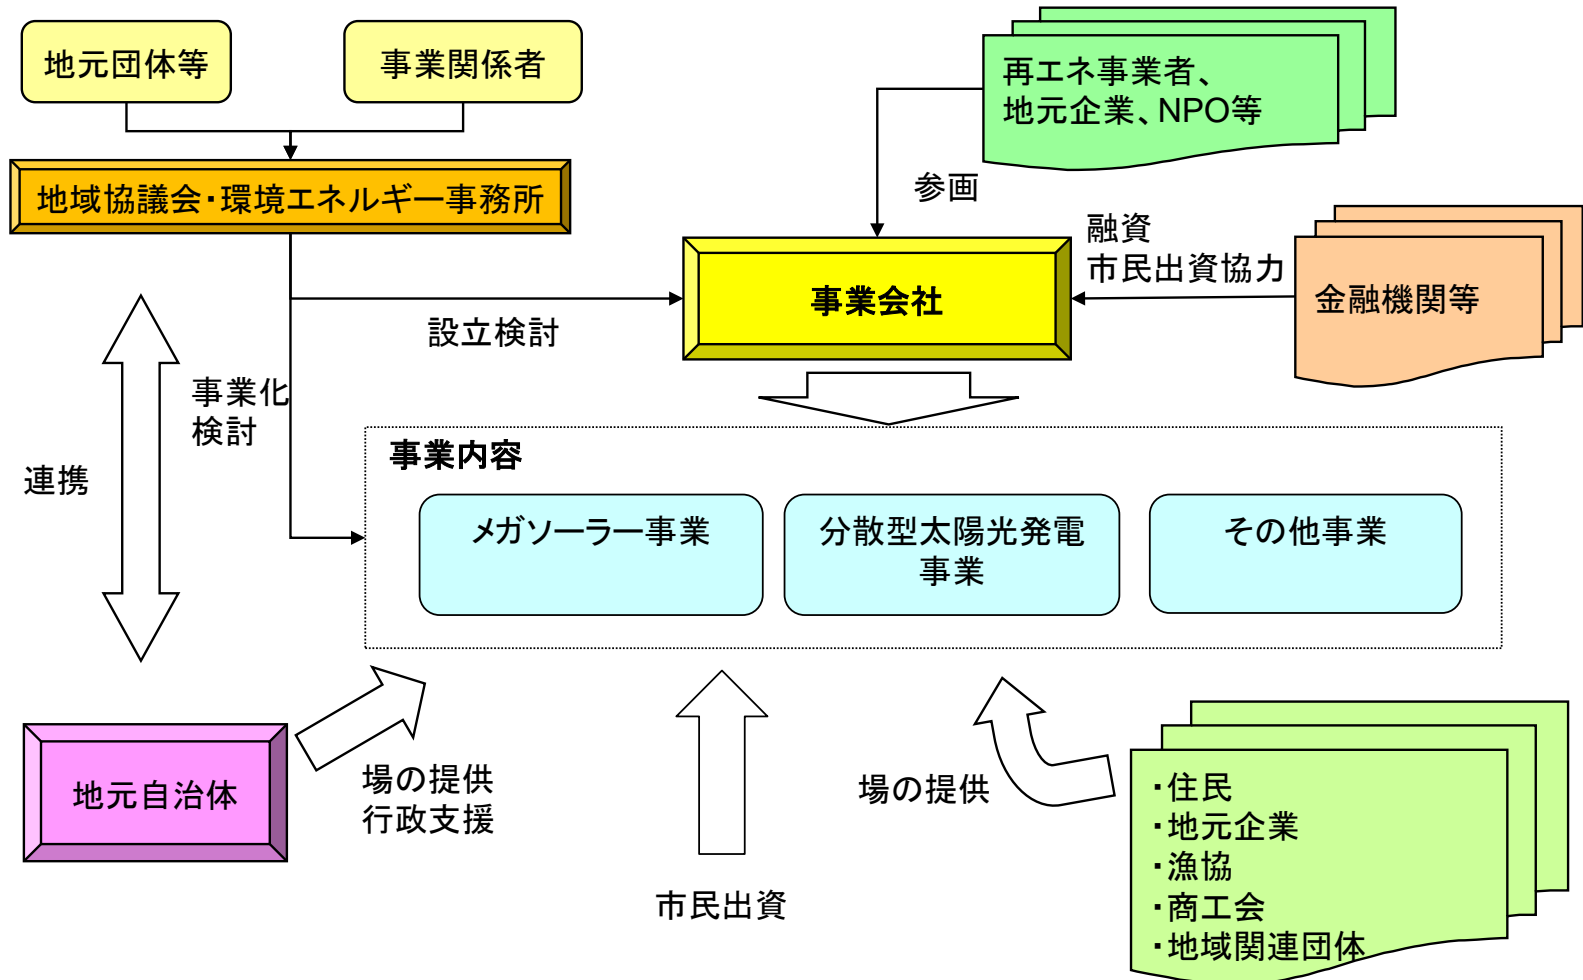 地元団体等
事業関係者
再エネ事業者、
地元企業、NPO等
地域協議会・環境エネルギー事務所
参画
融資
市民出資協力
事業会社
金融機関等
設立検討
事業化
検討
連携
事業内容
メガソーラー事業
分散型太陽光発電
事業
その他事業
地元自治体
場の提供
行政支援
市民出資
場の提供
・住民
・地元企業
・漁協
・商工会
・地域関連団体